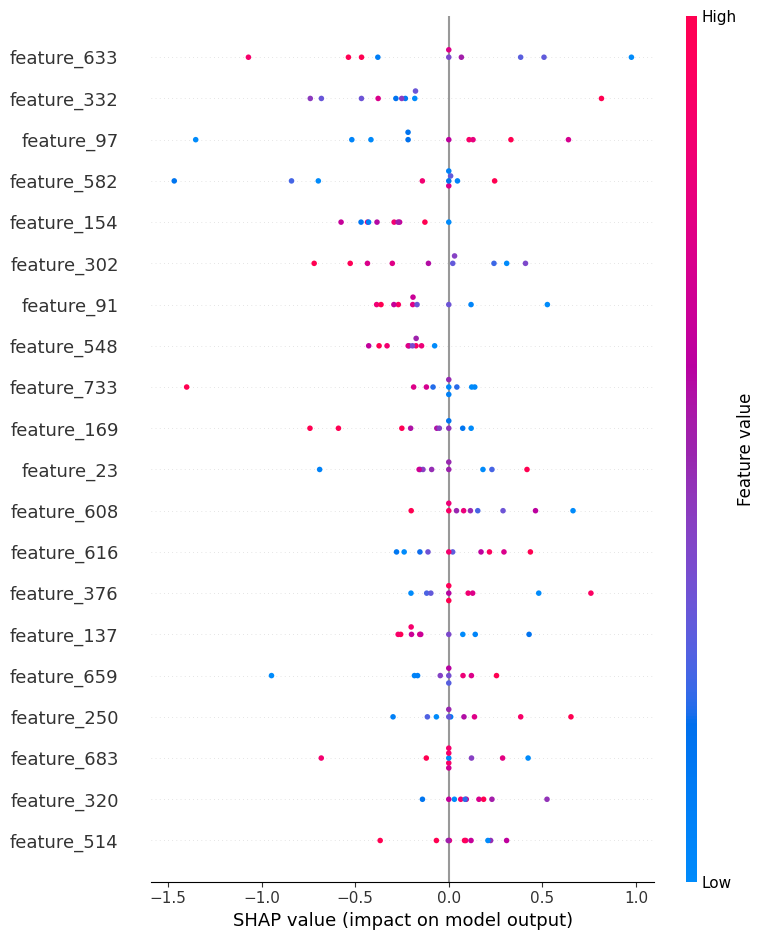 High
feature_633
feature_332
feature_97
feature_582
feature_154
feature_302
feature_91
feature_548
feature_733
feature_169
feature_23
feature_608
feature_616
feature_376
feature_137
feature_659
feature_250
feature_683
feature_320
feature_514
Feature value
Low
−1.5 −1.0 −0.5 0.0 0.5 1.0
SHAP value (impact on model output)